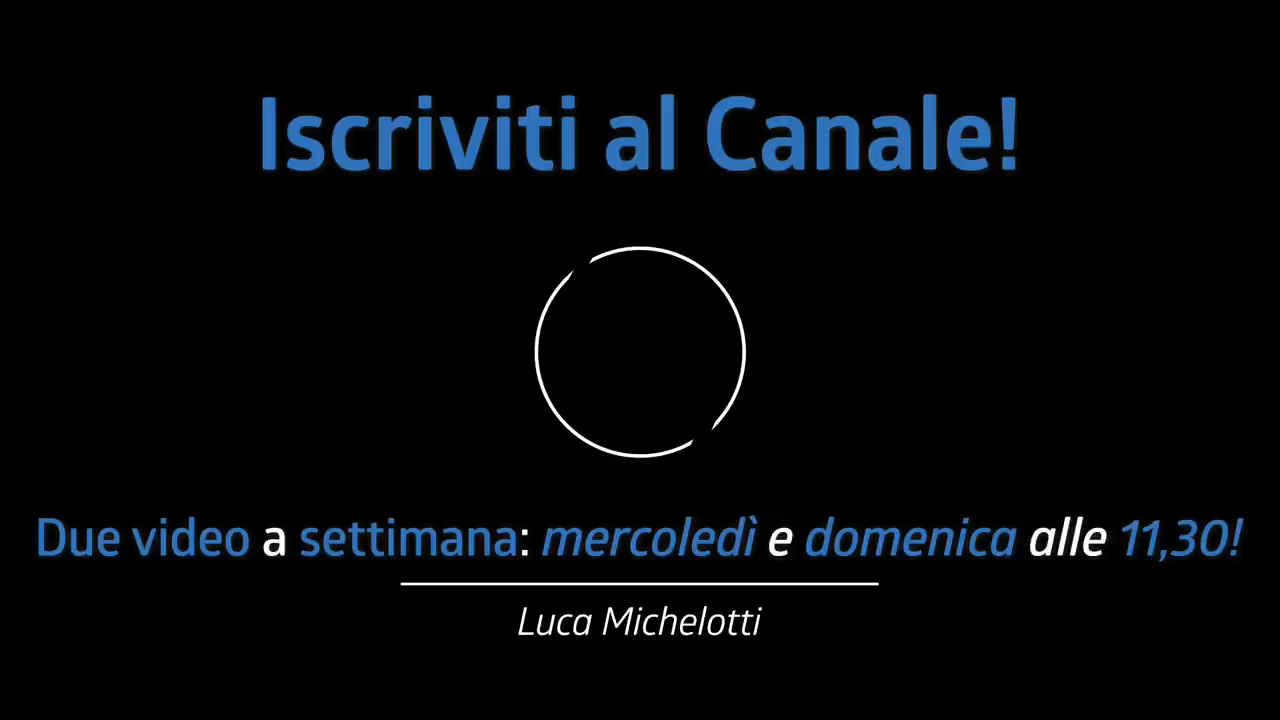 Iscriviti al Canale!
Due video a settimana: mercoledì e domenica alle 11,30!
Luca Michelotti